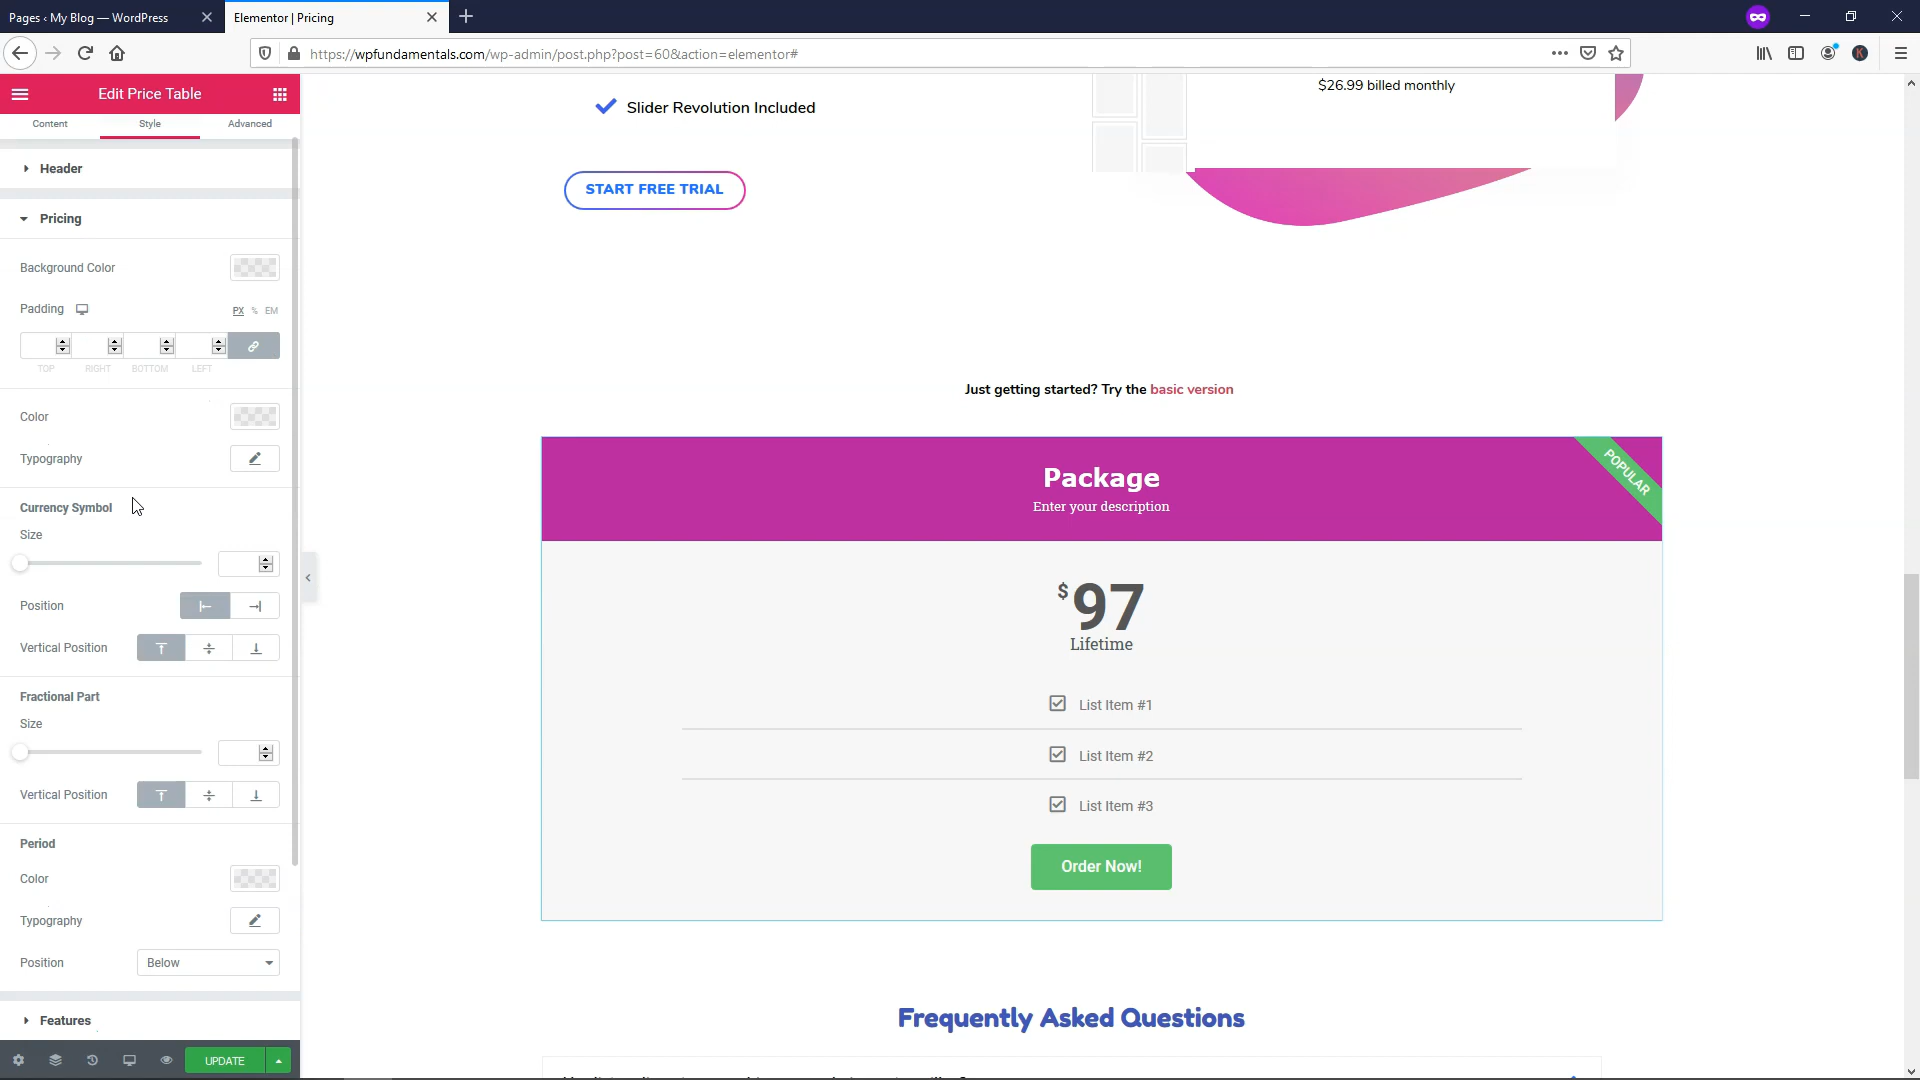 Pages ‹ My Blog — WordPress
Elementor | Pricing
https://wpfundamentals.com/wp-admin/post.php?post=60&action=elementor#
Edit Price Table
Content
Style
Advanced
Header
Pricing
Background Color
Padding
PX % EM
TOP RIGHT BOTTOM LEFT
Color
Typography
Currency Symbol
Size
Position
Vertical Position
Fractional Part
Size
Vertical Position
Period
Color
Typography
Position
Below
Features
UPDATE
$26.99 billed monthly
Slider Revolution Included
START FREE TRIAL
Just getting started? Try the basic version
Package
Enter your description
POPULAR
$97
Lifetime
List Item #1
List Item #2
List Item #3
Order Now!
Frequently Asked Questions